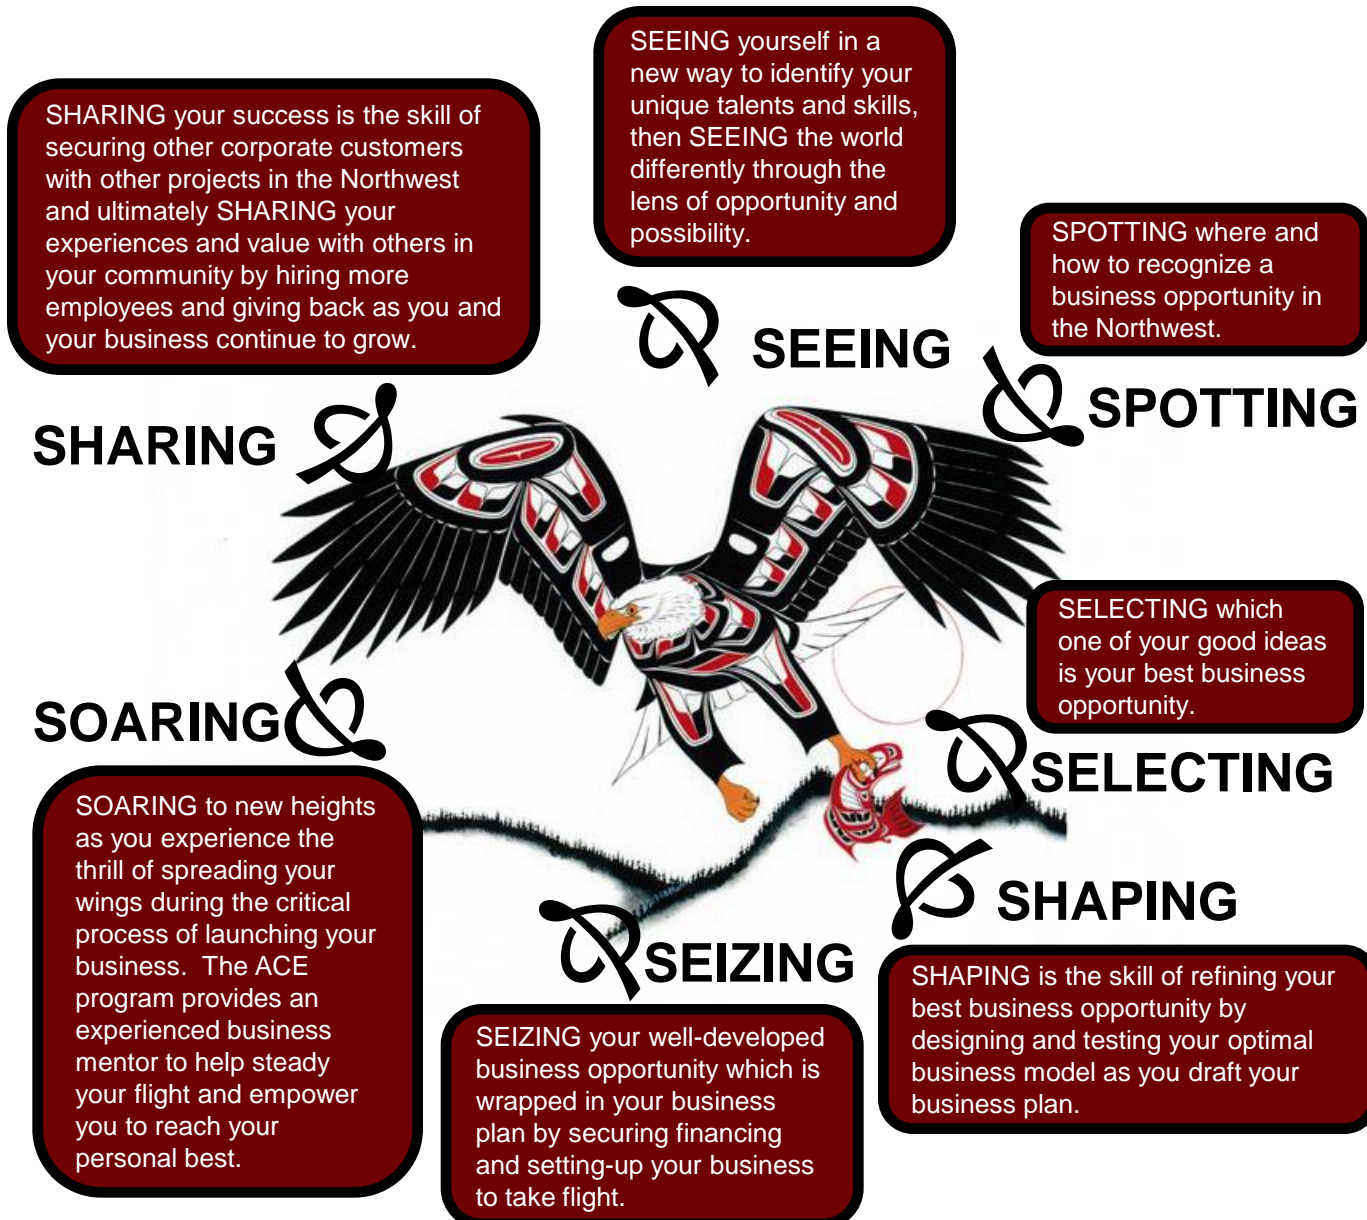 SEEING yourself in a
new way to identify your
unique talents and skills,
then SEEING the world
differently through the
lens of opportunity and
possibility.
SEEING
SPOTTING where and
how to recognize a
business opportunity in
the Northwest.
SPOTTING
SELECTING which
one of your good ideas
is your best business
opportunity.
SELECTING
SHAPING
SHAPING is the skill of refining your
best business opportunity by
designing and testing your optimal
business model as you draft your
business plan.
SEIZING
SEIZING your well-developed
business opportunity which is
wrapped in your business
plan by securing financing
and setting-up your business
to take flight.
SOARING
SOARING to new heights
as you experience the
thrill of spreading your
wings during the critical
process of launching your
business.  The ACE
program provides an
experienced business
mentor to help steady
your flight and empower
you to reach your
personal best.
SHARING your success is the skill of
securing other corporate customers
with other projects in the Northwest
and ultimately SHARING your
experiences and value with others in
your community by hiring more
employees and giving back as you and
your business continue to grow.
SHARING